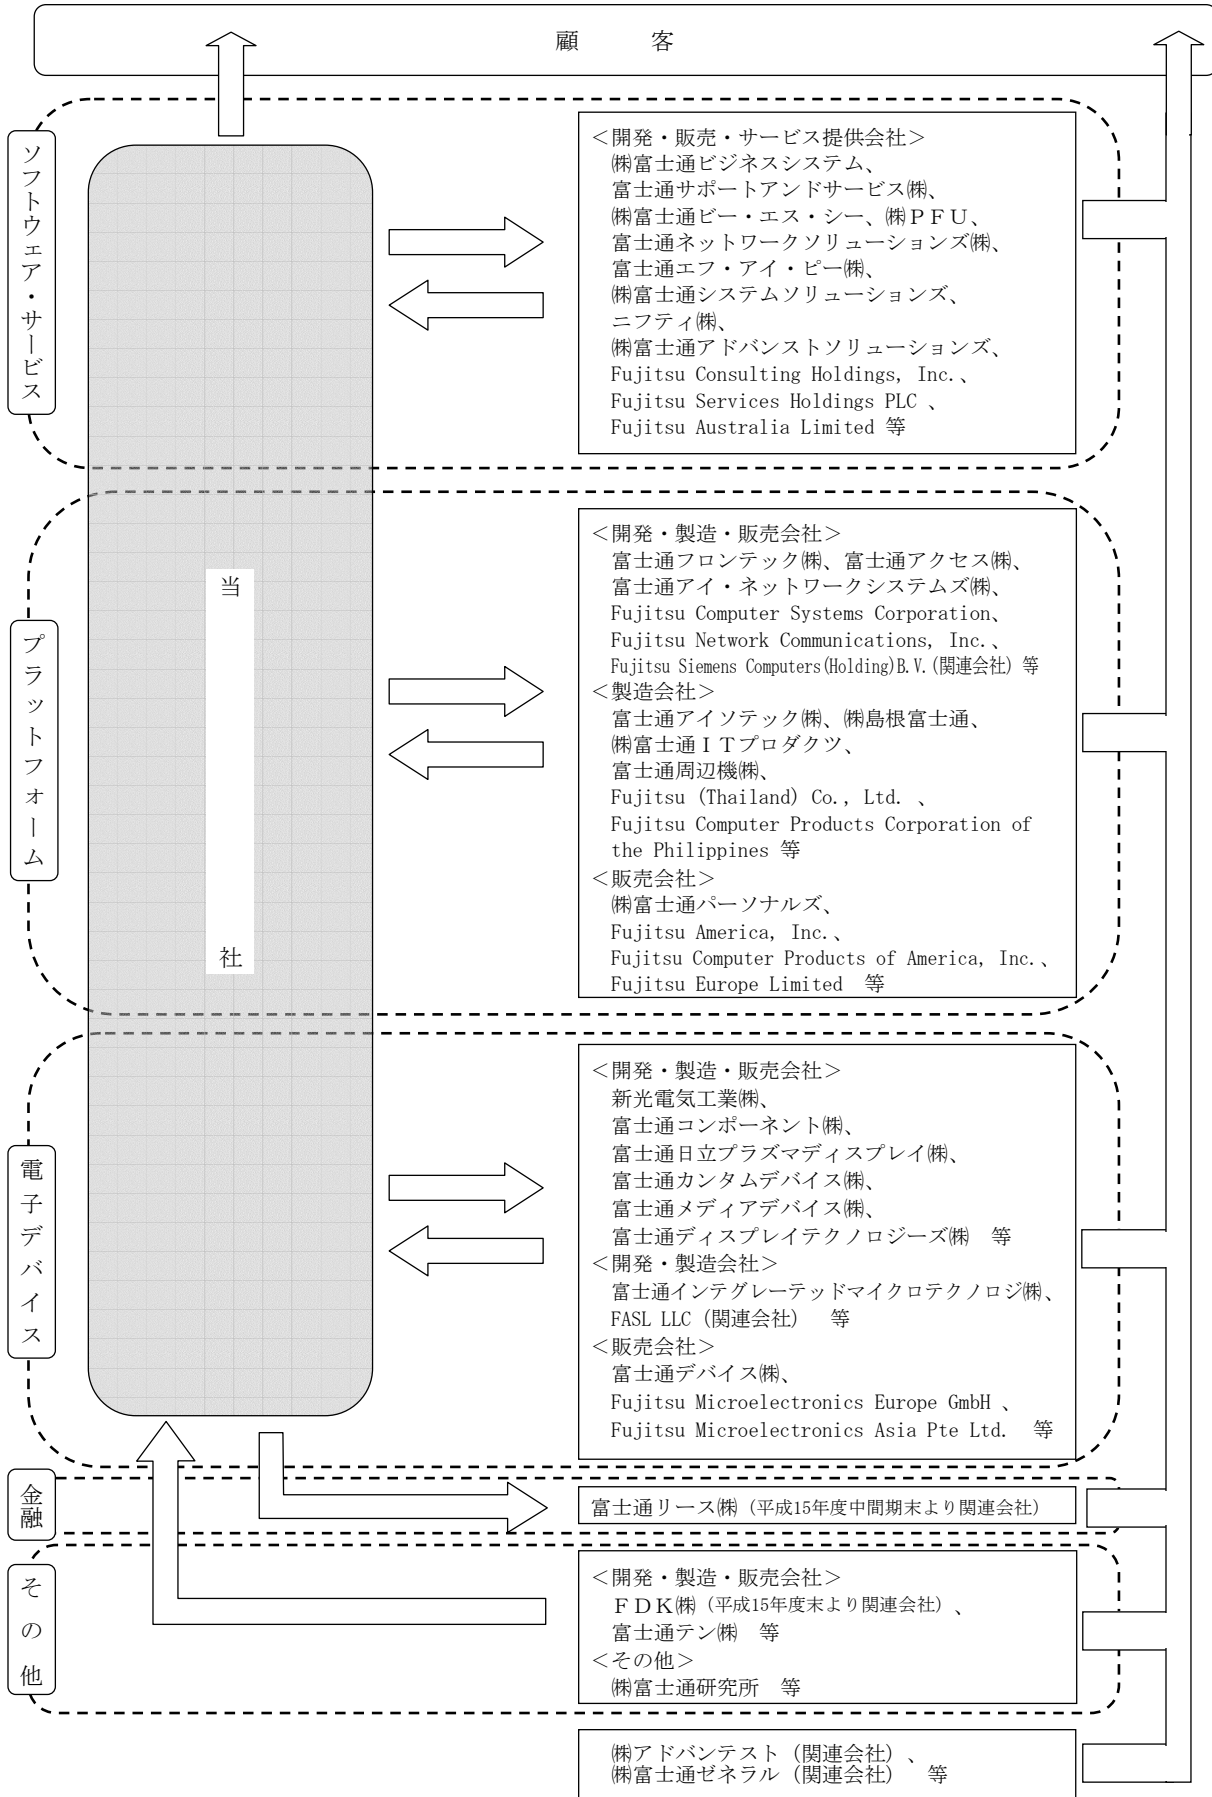 顧　　　客
ソフトウェア・サービス
＜開発・販売・サービス提供会社＞
㈱富士通ビジネスシステム、
富士通サポートアンドサービス㈱、
㈱富士通ビー・エス・シー、㈱ＰＦＵ、
富士通ネットワークソリューションズ㈱、
富士通エフ・アイ・ピー㈱、
㈱富士通システムソリューションズ、
ニフティ㈱、
㈱富士通アドバンストソリューションズ、
Fujitsu Consulting Holdings, Inc.、
Fujitsu Services Holdings PLC 、
Fujitsu Australia Limited 等
当　社
プラットフォーム
＜開発・製造・販売会社＞
富士通フロンテック㈱、富士通アクセス㈱、
富士通アイ・ネットワークシステムズ㈱、
Fujitsu Computer Systems Corporation、
Fujitsu Network Communications, Inc.、
Fujitsu Siemens Computers(Holding)B.V.(関連会社) 等
＜製造会社＞
富士通アイソテック㈱、㈱島根富士通、
㈱富士通ＩＴプロダクツ、
富士通周辺機㈱、
Fujitsu (Thailand) Co., Ltd. 、
Fujitsu Computer Products Corporation of
the Philippines 等
＜販売会社＞
㈱富士通パーソナルズ、
Fujitsu America, Inc.、
Fujitsu Computer Products of America, Inc.、
Fujitsu Europe Limited　等
電子デバイス
＜開発・製造・販売会社＞
新光電気工業㈱、
富士通コンポーネント㈱、
富士通日立プラズマディスプレイ㈱、
富士通カンタムデバイス㈱、
富士通メディアデバイス㈱、
富士通ディスプレイテクノロジーズ㈱　等
＜開発・製造会社＞
富士通インテグレーテッドマイクロテクノロジ㈱、
FASL LLC（関連会社）　等
＜販売会社＞
富士通デバイス㈱、
Fujitsu Microelectronics Europe GmbH 、
Fujitsu Microelectronics Asia Pte Ltd.　等
金融
富士通リース㈱（平成15年度中間期末より関連会社）
その他
＜開発・製造・販売会社＞
ＦＤＫ㈱（平成15年度末より関連会社）、
富士通テン㈱　等
＜その他＞
㈱富士通研究所　等
㈱アドバンテスト（関連会社）、
㈱富士通ゼネラル（関連会社）　等